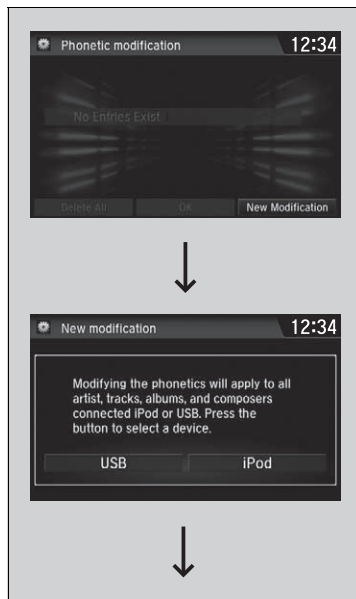 Phonetic modification 12:34
No Entries Exist
Delete All OK New Modification
New modification 12:34
Modifying the phonetics will apply to all
artist, tracks, albums, and composers
connected iPod or USB. Press the
button to select a device.
USB iPod